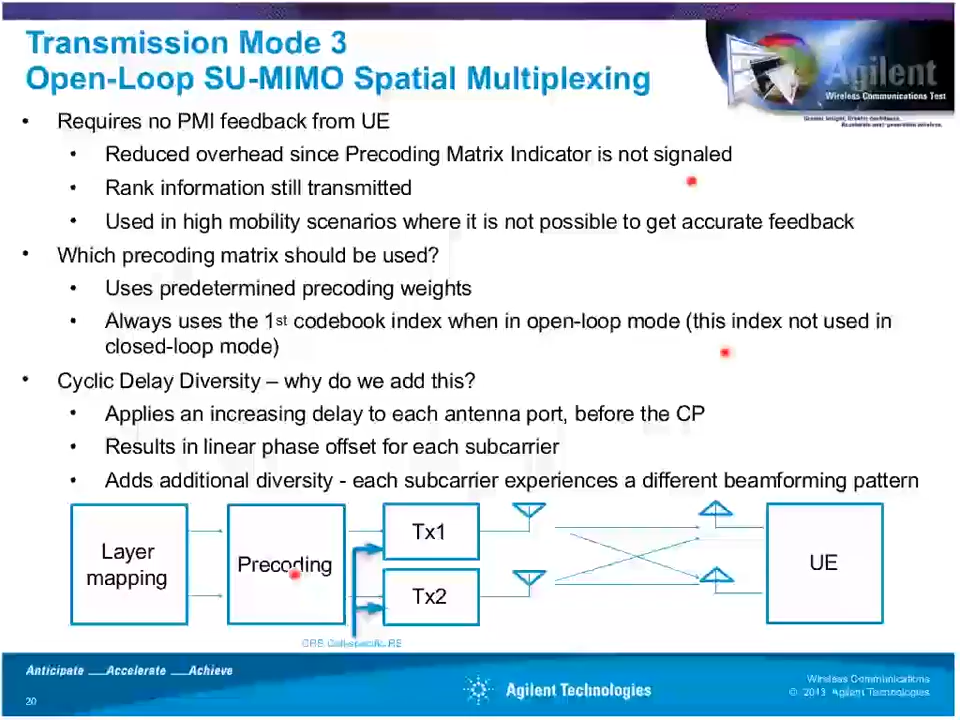 Transmission Mode 3
Open-Loop SU-MIMO Spatial Multiplexing
Agilent
Wireless Communications Test
• Requires no PMI feedback from UE
• Reduced overhead since Precoding Matrix Indicator is not signaled
• Rank information still transmitted
• Used in high mobility scenarios where it is not possible to get accurate feedback
• Which precoding matrix should be used?
• Uses predetermined precoding weights
• Always uses the 1st codebook index when in open-loop mode (this index not used in
closed-loop mode)
• Cyclic Delay Diversity – why do we add this?
• Applies an increasing delay to each antenna port, before the CP
• Results in linear phase offset for each subcarrier
• Adds additional diversity - each subcarrier experiences a different beamforming pattern
Layer
mapping
Precoding
Tx1
Tx2
UE
CRS Cell-specific RS
Anticipate __Accelerate __Achieve
20
Agilent Technologies
Wireless Communications
© 2013 Agilent Technologies